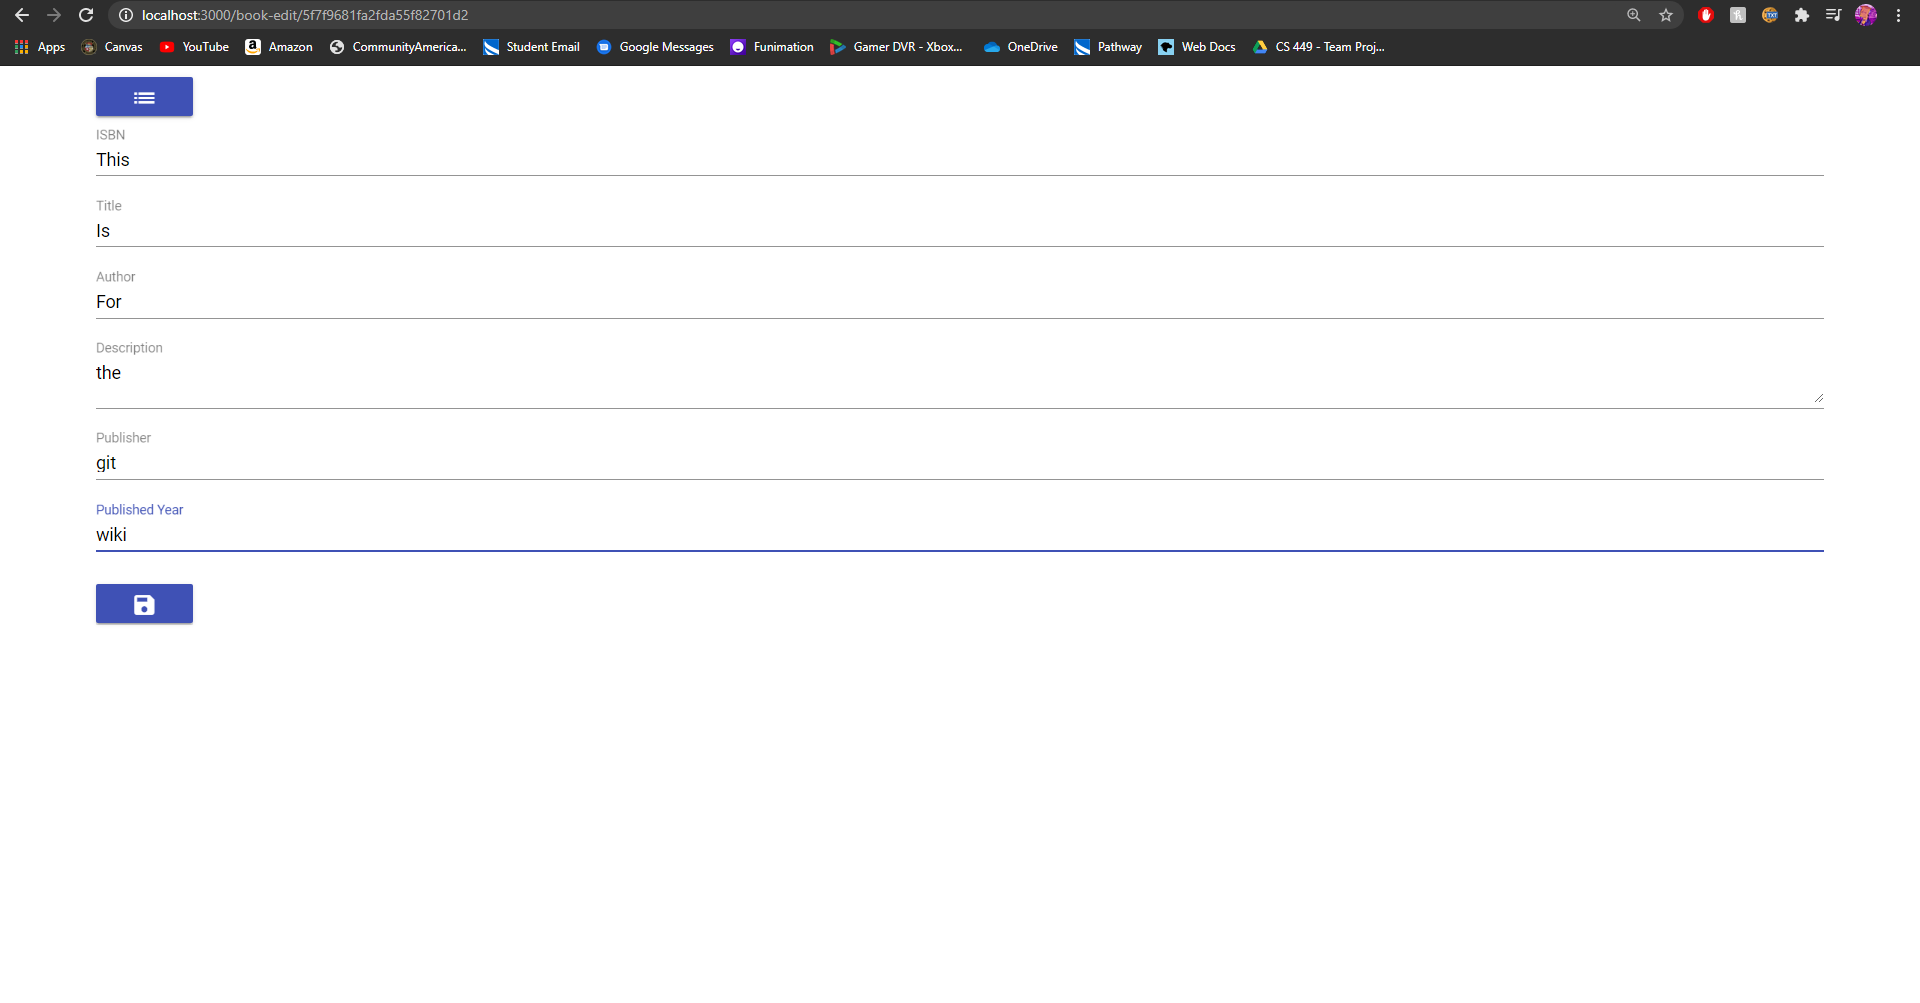 localhost:3000/book-edit/5f7f9681fa2fda55f82701d2
Apps Canvas YouTube Amazon CommunityAmerica... Student Email Google Messages Funimation Gamer DVR - Xbox... OneDrive Pathway Web Docs CS 449 - Team Proj...
ISBN
This
Title
Is
Author
For
Description
the
Publisher
git
Published Year
wiki